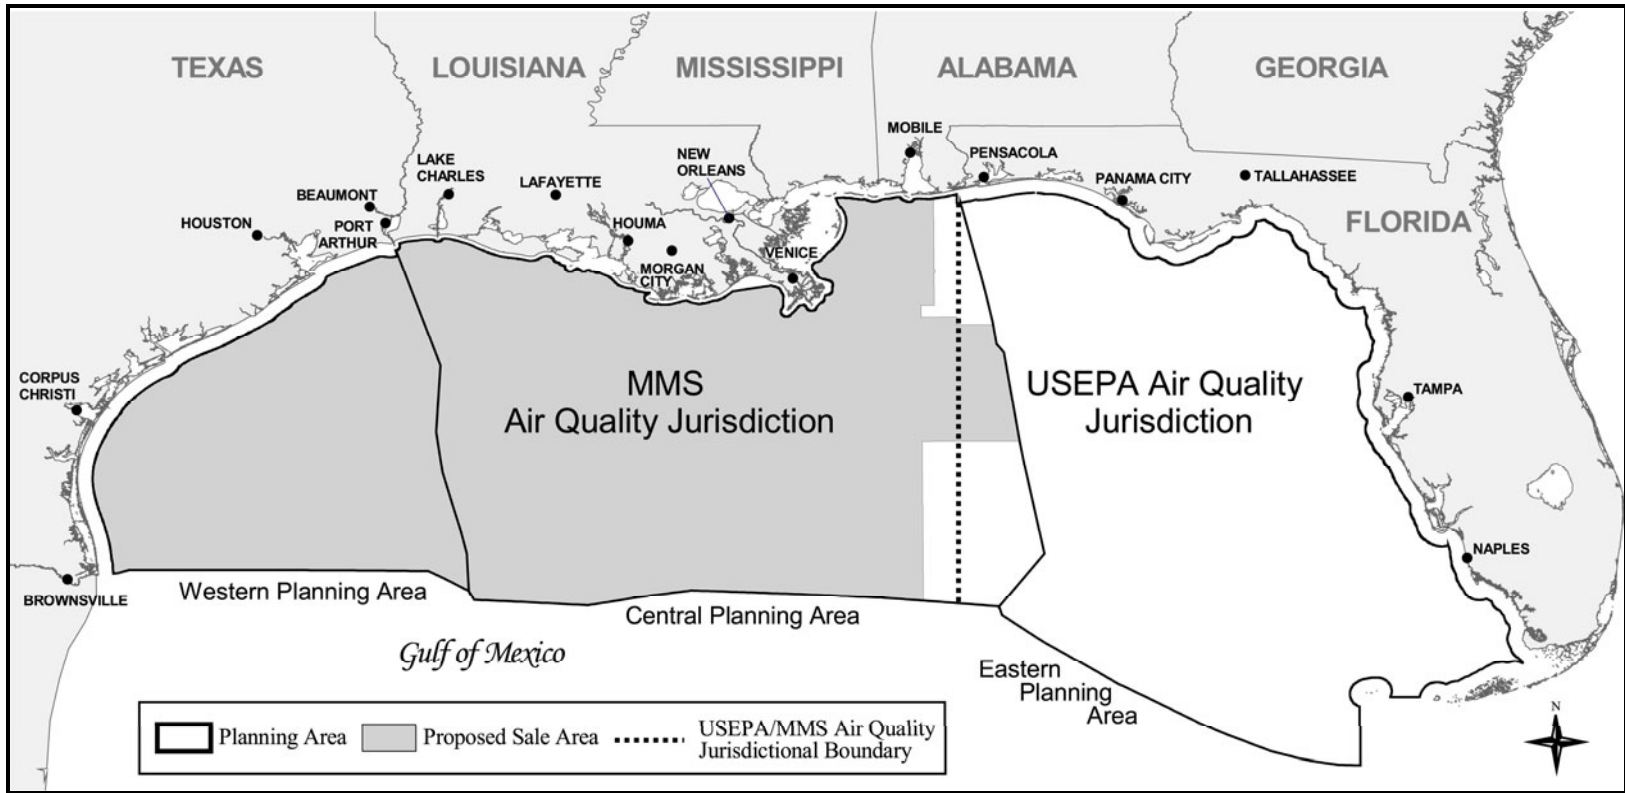 TEXAS
LOUISIANA
MISSISSIPPI
ALABAMA
GEORGIA
MOBILE
NEW
ORLEANS
PENSACOLA
LAKE
CHARLES
PANAMA CITY
TALLAHASSEE
LAFAYETTE
BEAUMONT
HOUSTON
PORT
ARTHUR
HOUMA
FLORIDA
VENICE
MORGAN
CITY
CORPUS
CHRISTI
MMS
Air Quality Jurisdiction
USEPA Air Quality
Jurisdiction
TAMPA
NAPLES
BROWNSVILLE
Western Planning Area
Central Planning Area
Gulf of Mexico
Eastern
Planning
Area
N
Planning Area
Proposed Sale Area
USEPA/MMS Air Quality
Jurisdictional Boundary